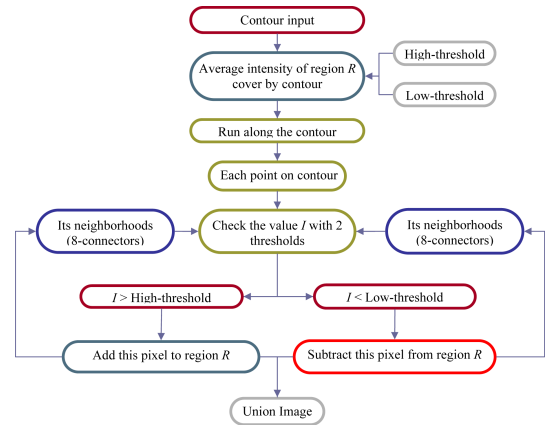 Contour input
Average intensity of region R
cover by contour
High-threshold
Low-threshold
Run along the contour
Each point on contour
Its neighborhoods
(8-connectors)
Check the value I with 2
thresholds
Its neighborhoods
(8-connectors)
I > High-threshold
I < Low-threshold
Add this pixel to region R
Subtract this pixel from region R
Union Image